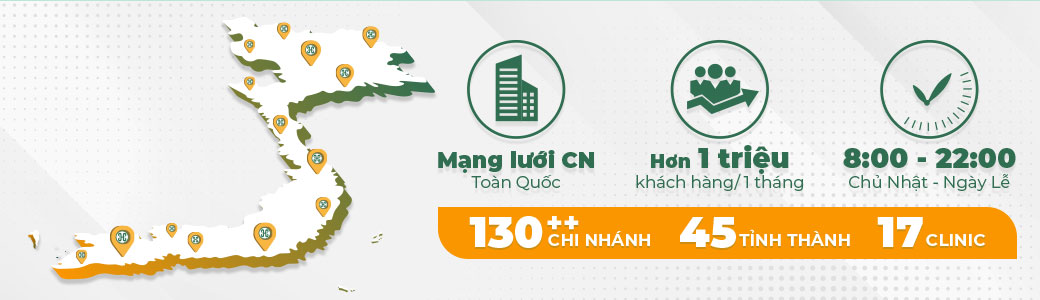 Mạng lưới CN
Toàn Quốc
Hơn 1 triệu
khách hàng/1 tháng
8:00 - 22:00
Chủ Nhật - Ngày Lễ
130++ CHI NHÁNH
45 TỈNH THÀNH
17 CLINIC